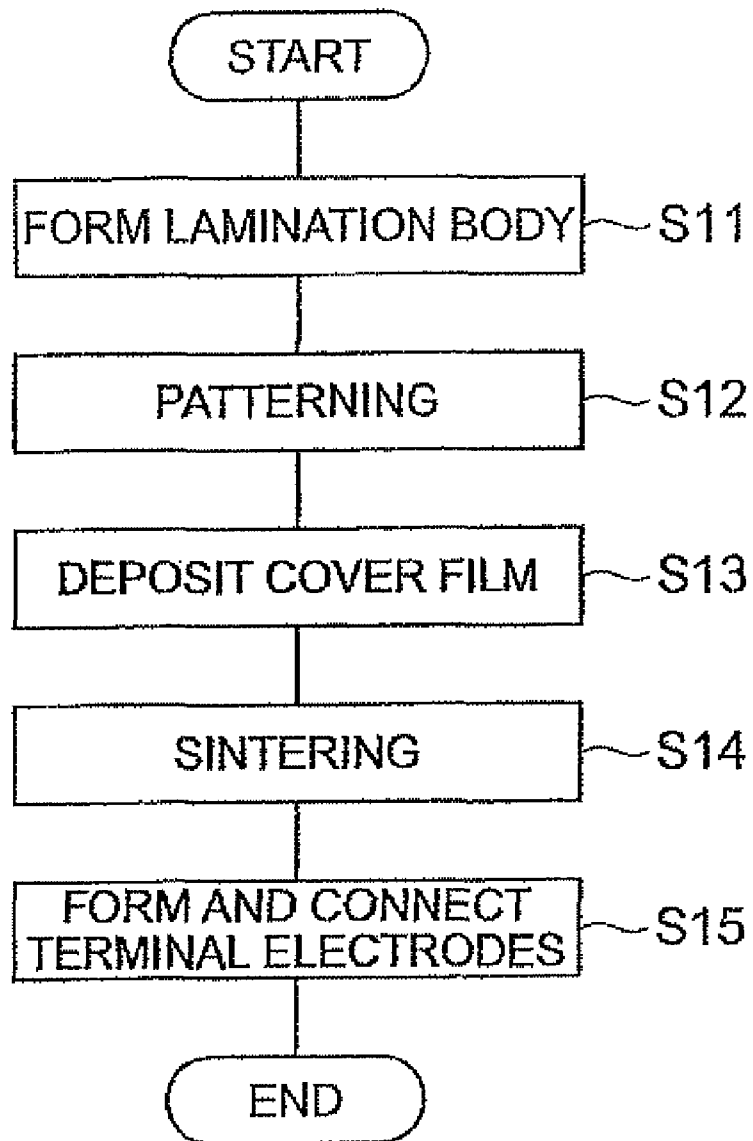 START
FORM LAMINATION BODY S11
PATTERNING S12
DEPOSIT COVER FILM S13
SINTERING S14
FORM AND CONNECT
TERMINAL ELECTRODES S15
END